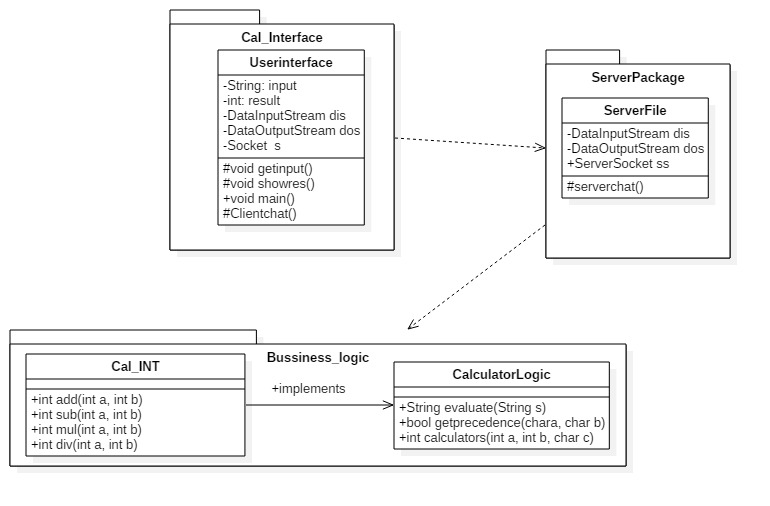 Cal_Interface
Userinterface
-String: input
-int: result
-DataInputStream dis
-DataOutputStream dos
-Socket  s
#void getinput()
#void showres()
+void main()
#Clientchat()
ServerPackage
ServerFile
-DataInputStream dis
-DataOutputStream dos
+ServerSocket ss
#serverchat()
Bussiness_logic
Cal_INT
+int add(int a, int b)
+int sub(int a, int b)
+int mul(int a, int b)
+int div(int a, int b)
+implements
CalculatorLogic
+String evaluate(String s)
+bool getprecedence(chara, char b)
+int calculators(int a, int b, char c)